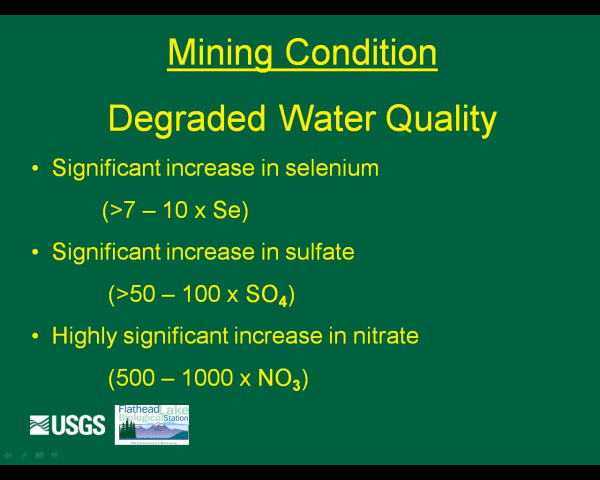 Mining Condition
Degraded Water Quality
• Significant increase in selenium
(>7 – 10 x Se)
• Significant increase in sulfate
(>50 – 100 x SO₄)
• Highly significant increase in nitrate
(500 – 1000 x NO₃)
USGS
Flathead Lake
Biological Station